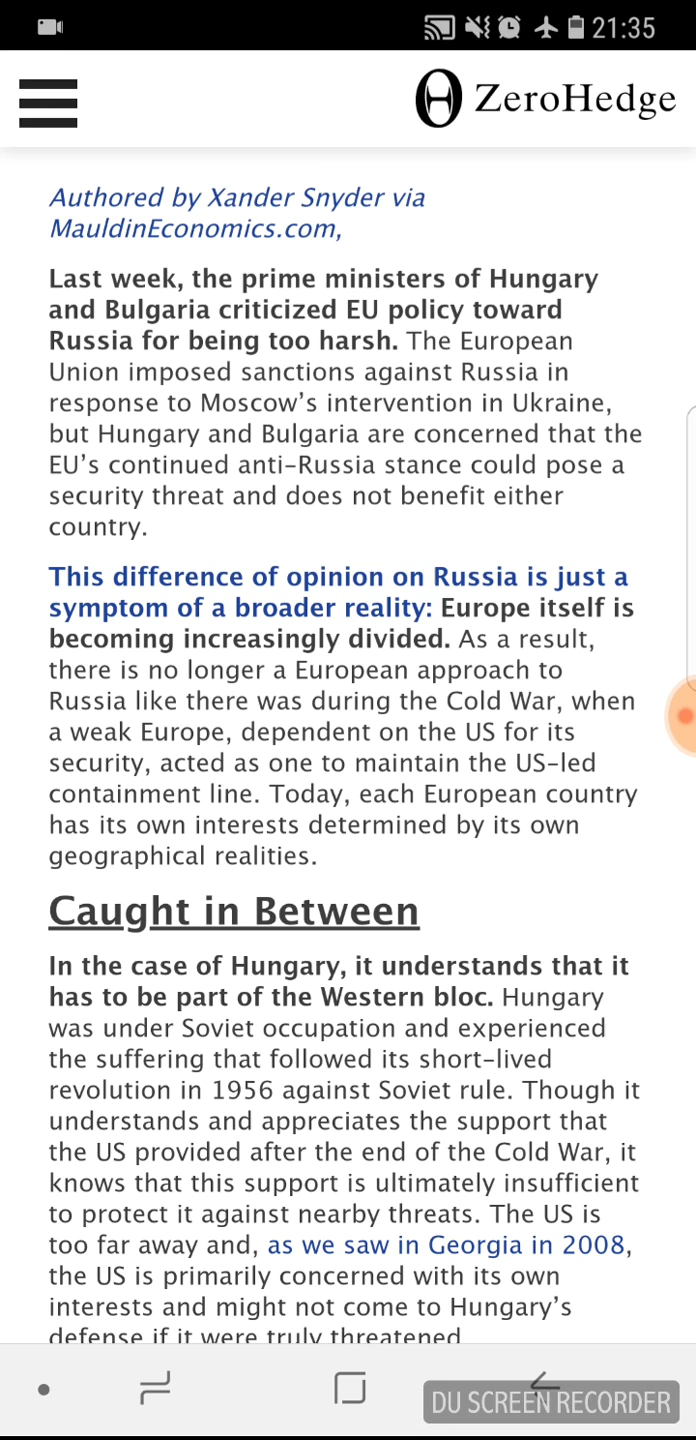 21:35
ZeroHedge
Authored by Xander Snyder via
MauldinEconomics.com,
Last week, the prime ministers of Hungary
and Bulgaria criticized EU policy toward
Russia for being too harsh. The European
Union imposed sanctions against Russia in
response to Moscow’s intervention in Ukraine,
but Hungary and Bulgaria are concerned that the
EU’s continued anti-Russia stance could pose a
security threat and does not benefit either
country.
This difference of opinion on Russia is just a
symptom of a broader reality: Europe itself is
becoming increasingly divided. As a result,
there is no longer a European approach to
Russia like there was during the Cold War, when
a weak Europe, dependent on the US for its
security, acted as one to maintain the US-led
containment line. Today, each European country
has its own interests determined by its own
geographical realities.
Caught in Between
In the case of Hungary, it understands that it
has to be part of the Western bloc. Hungary
was under Soviet occupation and experienced
the suffering that followed its short-lived
revolution in 1956 against Soviet rule. Though it
understands and appreciates the support that
the US provided after the end of the Cold War, it
knows that this support is ultimately insufficient
to protect it against nearby threats. The US is
too far away and, as we saw in Georgia in 2008,
the US is primarily concerned with its own
interests and might not come to Hungary’s
defense if it were truly threatened
DU SCREEN RECORDER